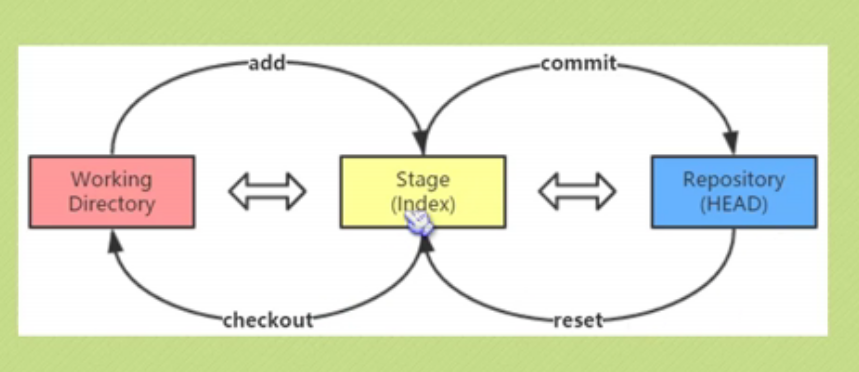 add
commit
Working
Directory
Stage
(Index)
Repository
(HEAD)
checkout
reset